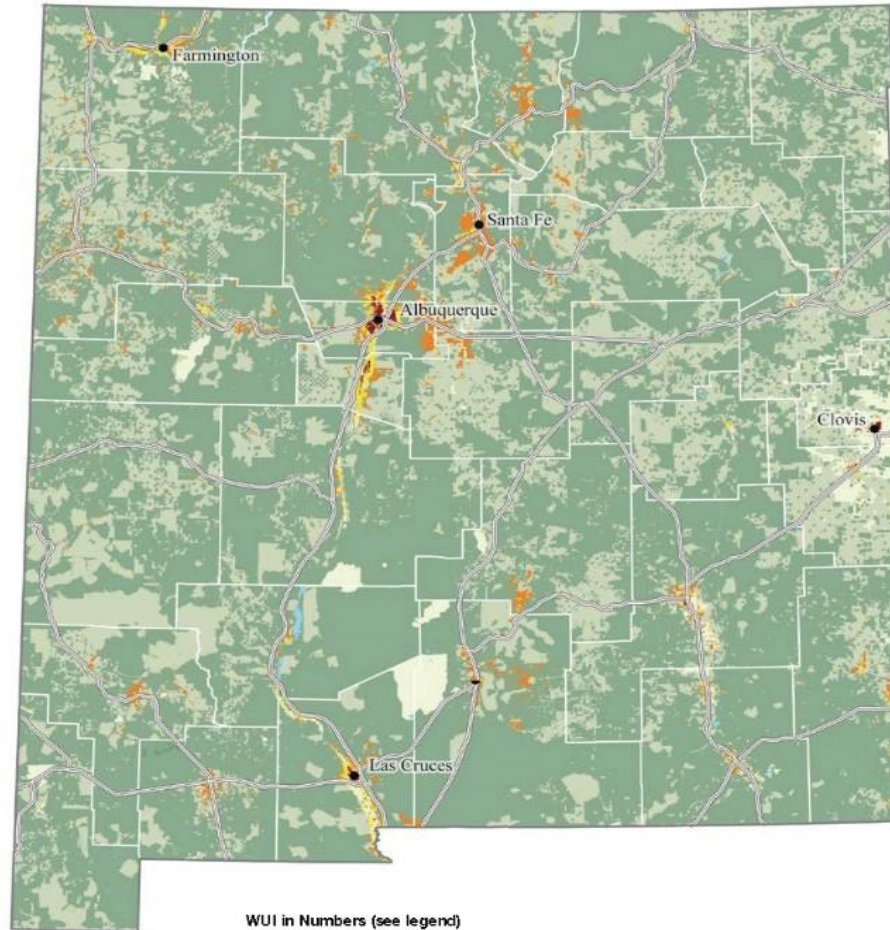 Farmington
Santa Fe
Albuquerque
Clovis
Las Cruces
WUI in Numbers (see legend)